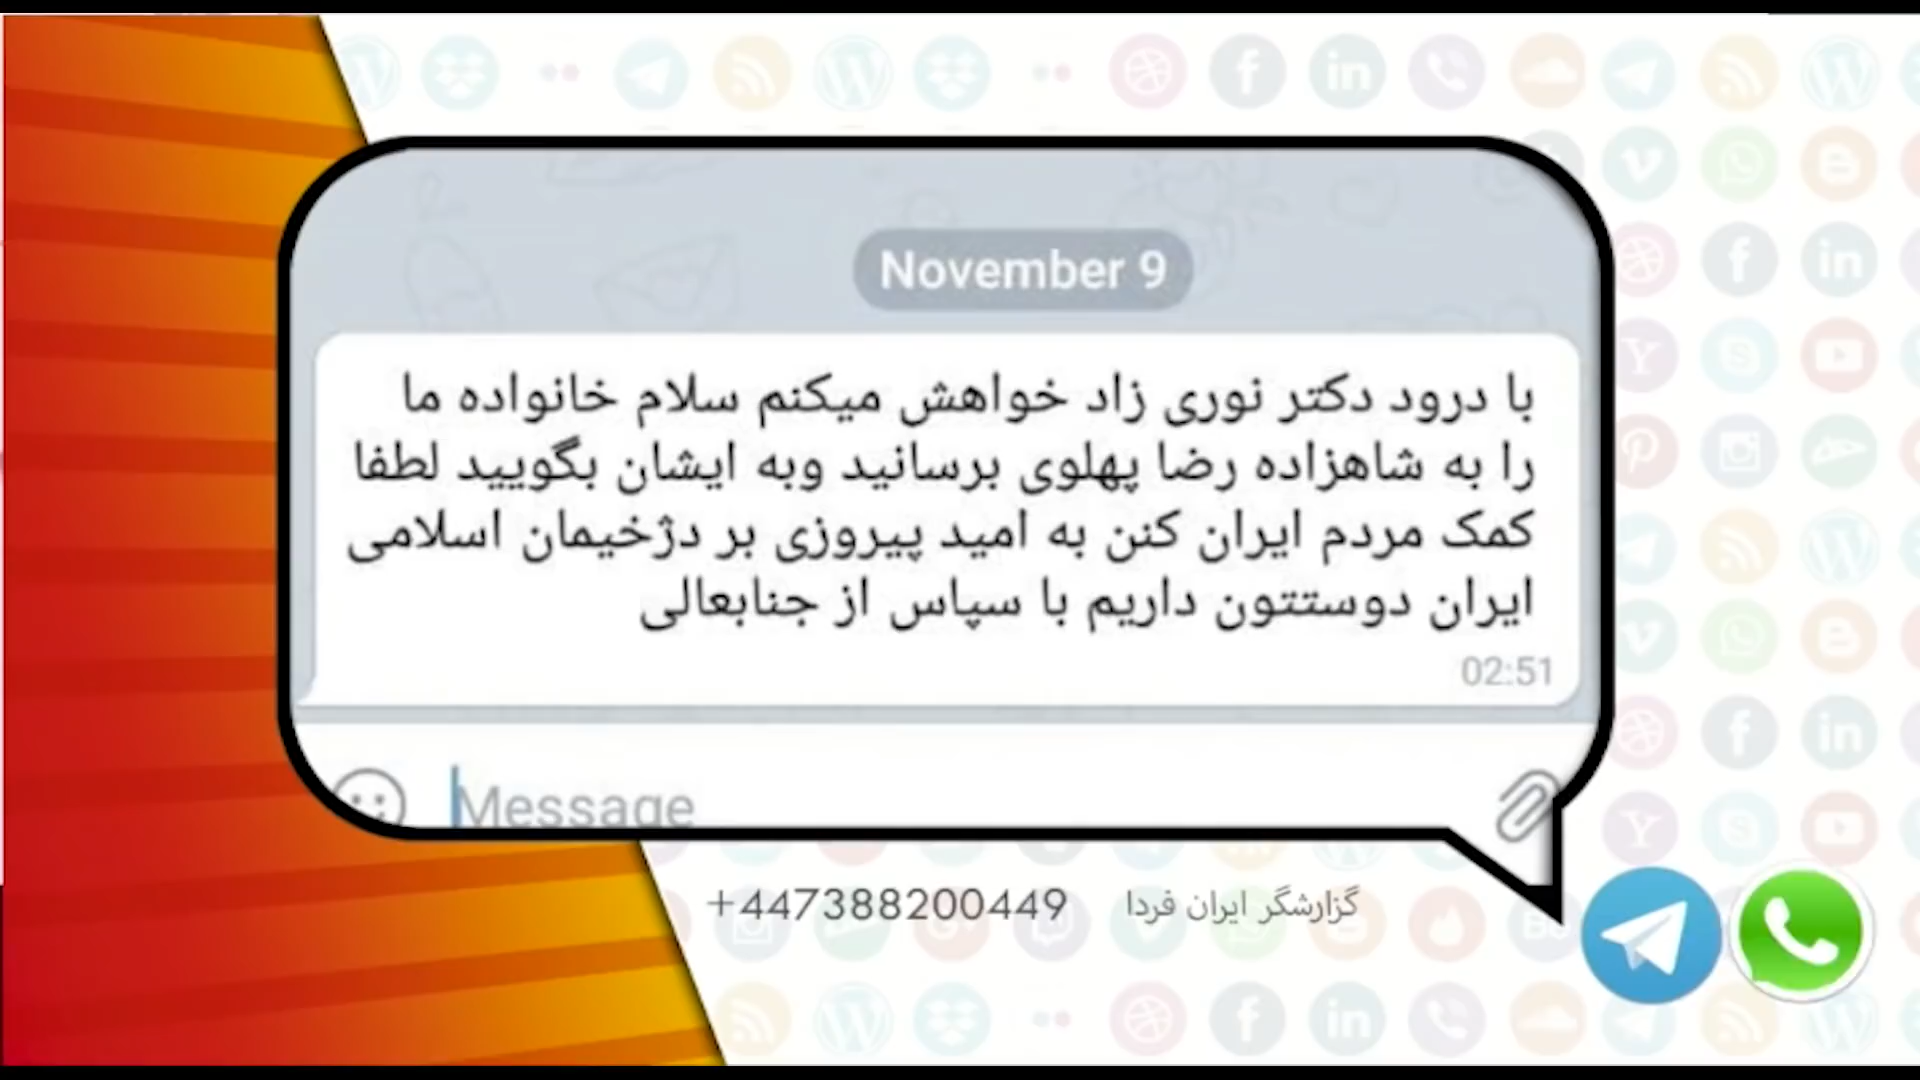 November 9
با درود دکتر نوری زاد خواهش میکنم سلام خانواده ما
را به شاهزاده رضا پهلوی برسانید وبه ایشان بگویید لطفا
کمک مردم ایران کنن به امید پیروزی بر دژخیمان اسلامی
ایران دوستتون داریم با سپاس از جنابعالی
02:51
Message
گزارشگر ایران فردا +447388200449